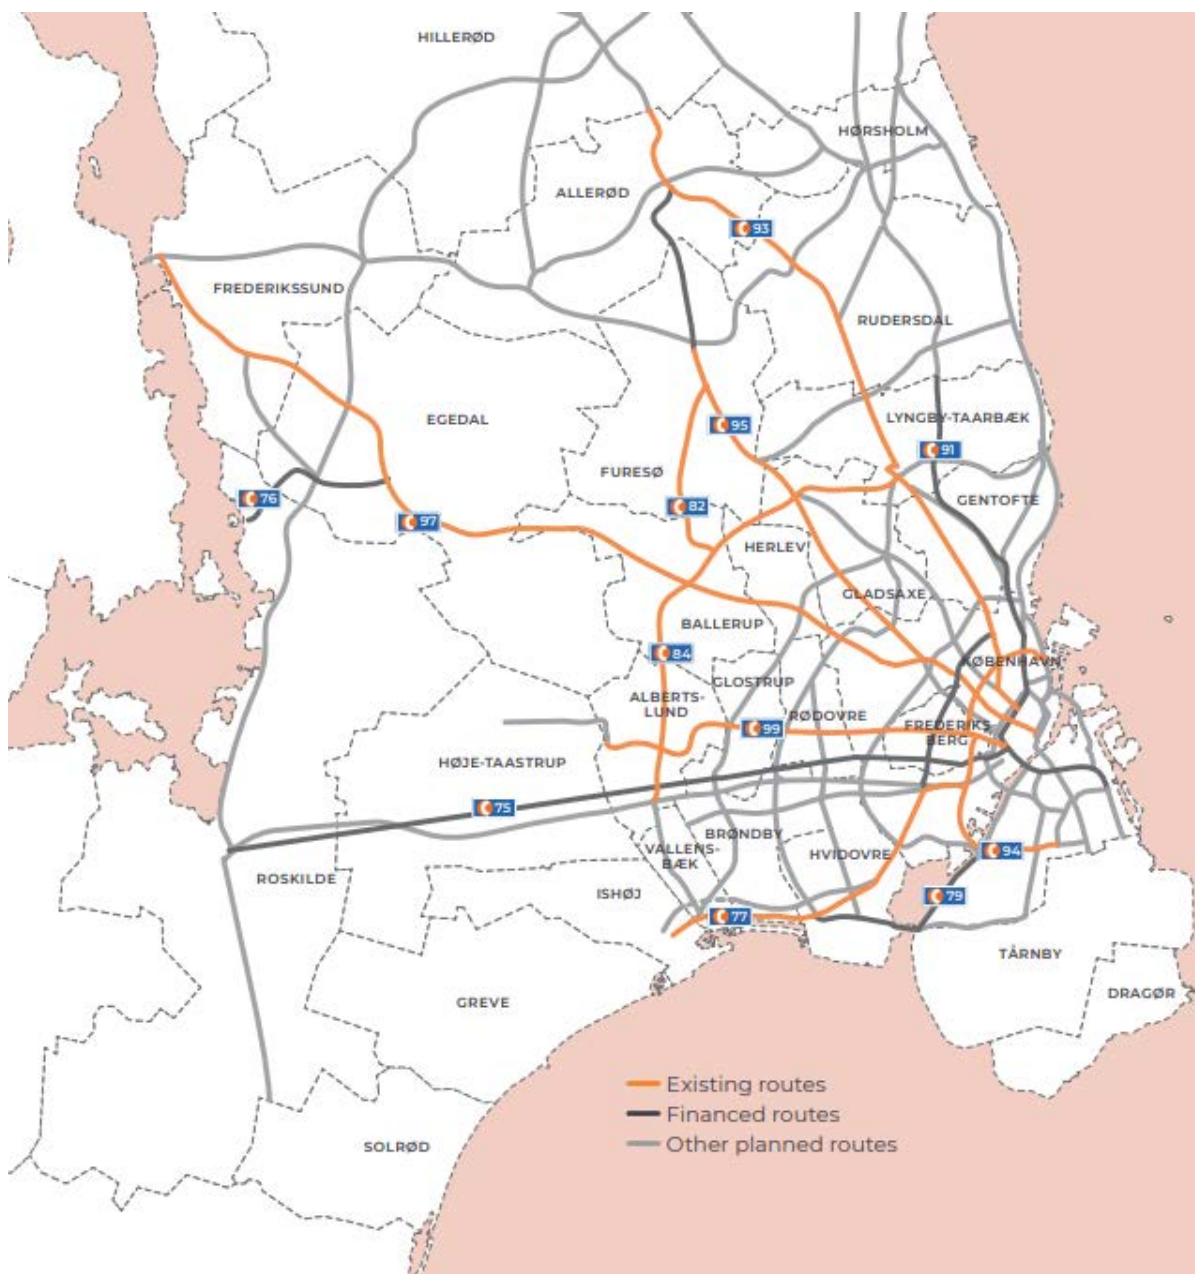 HILLERØD
HØRSHOLM
ALLERØD
93
FREDERIKSSUND
RUDERSDAL
EGEDAL
LYNGBY-TAARBÆK
95
91
FURESØ
76
82
GENTOFTE
97
HERLEV
GLADSAXE
BALLERUP
84
KØBENHAVN
GLOSTRUP
ALBERTS-
LUND
RØDOVRE
99
FREDERIKS
BERG
HØJE-TAASTRUP
75
BRØNDBY
VALLENS-
BÆK
HVIDOVRE
94
ROSKILDE
ISHØJ
79
77
TÅRNBY
DRAGØR
GREVE
Existing routes
Financed routes
Other planned routes
SOLRØD